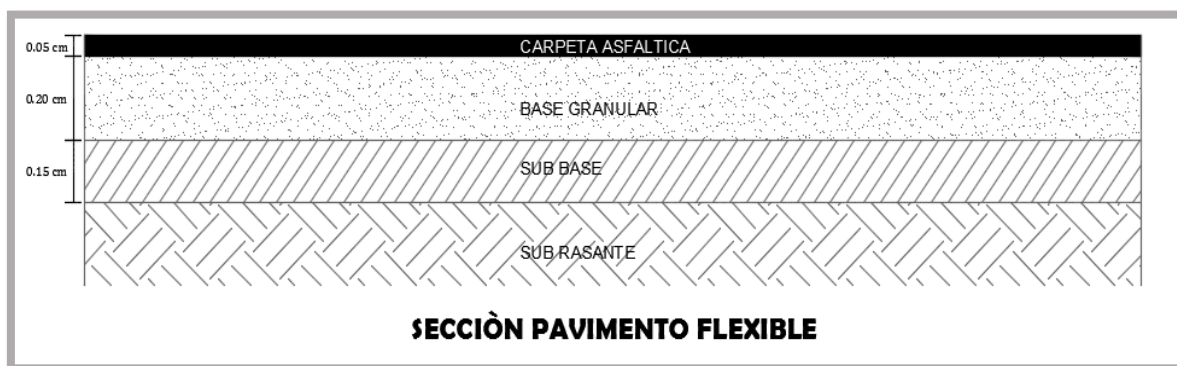 0.05 cm
CARPETA ASFALTICA
0.20 cm
BASE GRANULAR
0.15 cm
SUB BASE
SUB RASANTE
SECCIÒN PAVIMENTO FLEXIBLE